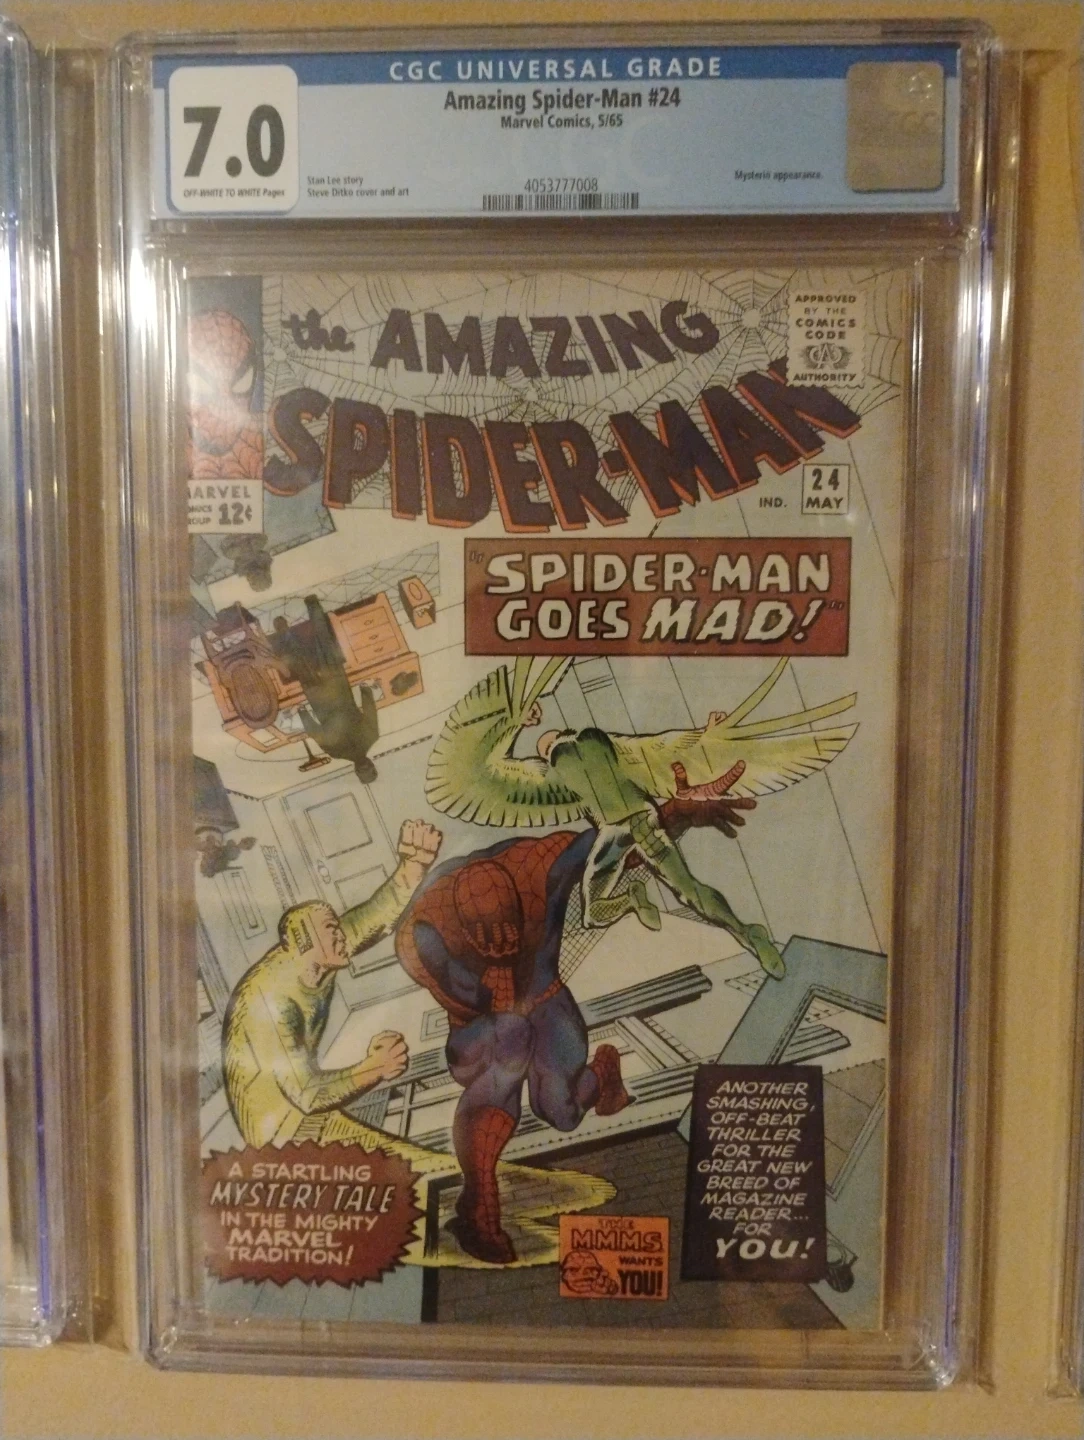 CGC UNIVERSAL GRADE
7.0
OFF-WHITE TO WHITE Pages
Amazing Spider-Man #24
Marvel Comics, 5/65
Stan Lee story
Steve Ditko cover and art
4053777008
Mysterio appearance.
the AMAZING
SPIDER-MAN
APPROVED
BY THE
COMICS
CODE
CA
AUTHORITY
MARVEL
COMICS
GROUP 12¢
IND.
24
MAY
"SPIDER-MAN
GOES MAD!"
A STARTLING
MYSTERY TALE
IN THE MIGHTY
MARVEL
TRADITION!
THE
M.M.M.S.
WANTS
YOU!
ANOTHER
SMASHING,
OFF-BEAT
THRILLER
FOR THE
GREAT NEW
BREED OF
MAGAZINE
READER...
FOR
YOU!